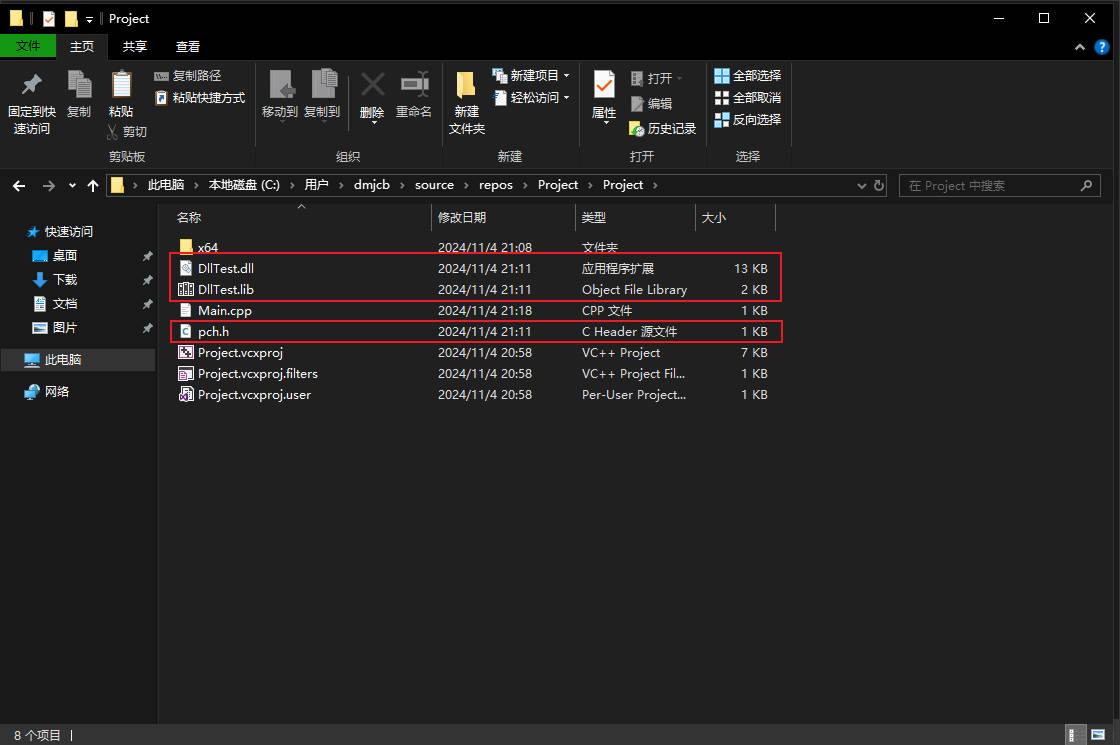 Project
文件 主页 共享 查看
固定到快速访问
复制
粘贴
复制路径
粘贴快捷方式
剪切
剪贴板
移动到
复制到
删除
重命名
组织
新建文件夹
新建项目
轻松访问
新建
属性
打开
编辑
历史记录
打开
全部选择
全部取消
反向选择
选择
此电脑 › 本地磁盘 (C:) › 用户 › dmjcb › source › repos › Project › Project ›
在 Project 中搜索
快速访问
桌面
下载
文档
图片
此电脑
网络
名称 修改日期 类型 大小
x64 2024/11/4 21:08 文件夹
DllTest.dll 2024/11/4 21:11 应用程序扩展 13 KB
DllTest.lib 2024/11/4 21:11 Object File Library 2 KB
Main.cpp 2024/11/4 21:18 CPP 文件 1 KB
pch.h 2024/11/4 21:11 C Header 源文件 1 KB
Project.vcxproj 2024/11/4 20:58 VC++ Project 7 KB
Project.vcxproj.filters 2024/11/4 20:58 VC++ Project Fil... 1 KB
Project.vcxproj.user 2024/11/4 20:58 Per-User Project... 1 KB
8 个项目